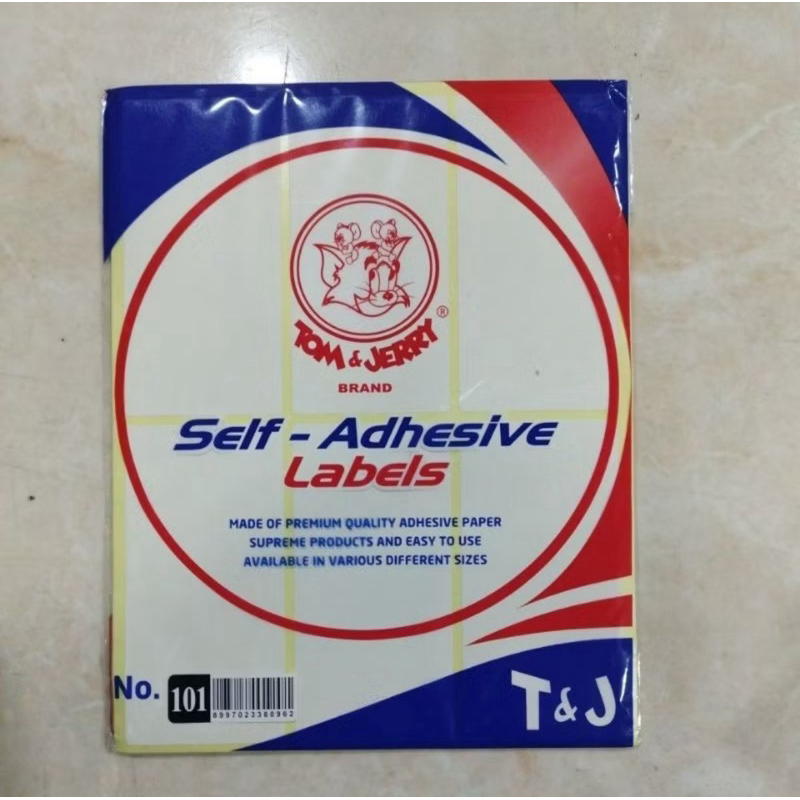 TOM & JERRY ®
BRAND
Self - Adhesive
Labels
MADE OF PREMIUM QUALITY ADHESIVE PAPER
SUPREME PRODUCTS AND EASY TO USE
AVAILABLE IN VARIOUS DIFFERENT SIZES
No. 101
8997023368962
T&J